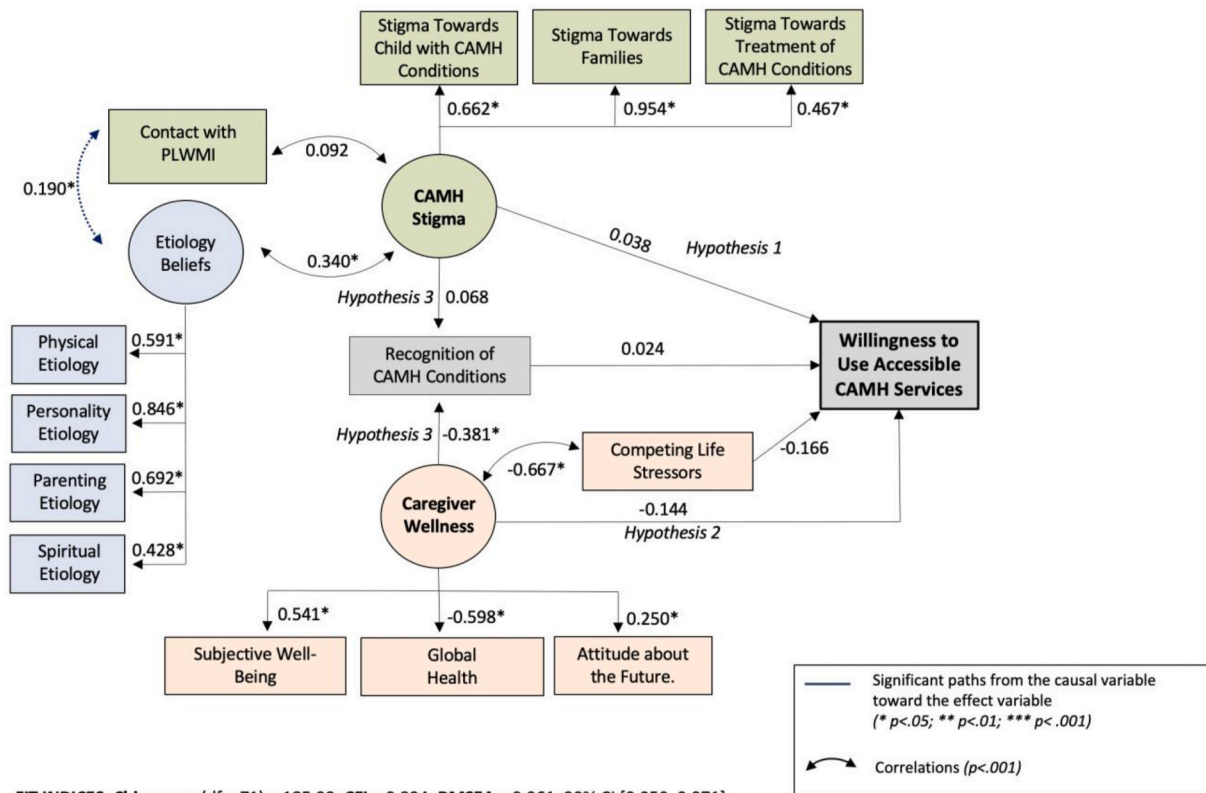 Stigma Towards
Child with CAMH
Conditions
Stigma Towards
Families
Stigma Towards
Treatment of
CAMH Conditions
0.662*
0.954*
0.467*
Contact with
PLWMI
0.092
0.190*
CAMH
Stigma
Etiology
Beliefs
0.340*
0.038
Hypothesis 1
Hypothesis 3 0.068
Physical
Etiology
0.591*
Personality
Etiology
0.846*
Parenting
Etiology
0.692*
Spiritual
Etiology
0.428*
Recognition of
CAMH Conditions
0.024
Willingness to
Use Accessible
CAMH Services
Hypothesis 3 -0.381*
-0.667*
Competing Life
Stressors
-0.166
Caregiver
Wellness
-0.144
Hypothesis 2
0.541*
-0.598*
0.250*
Subjective Well-
Being
Global
Health
Attitude about
the Future.
Significant paths from the causal variable
toward the effect variable
(* p<.05; ** p<.01; *** p< .001)
Correlations (p<.001)